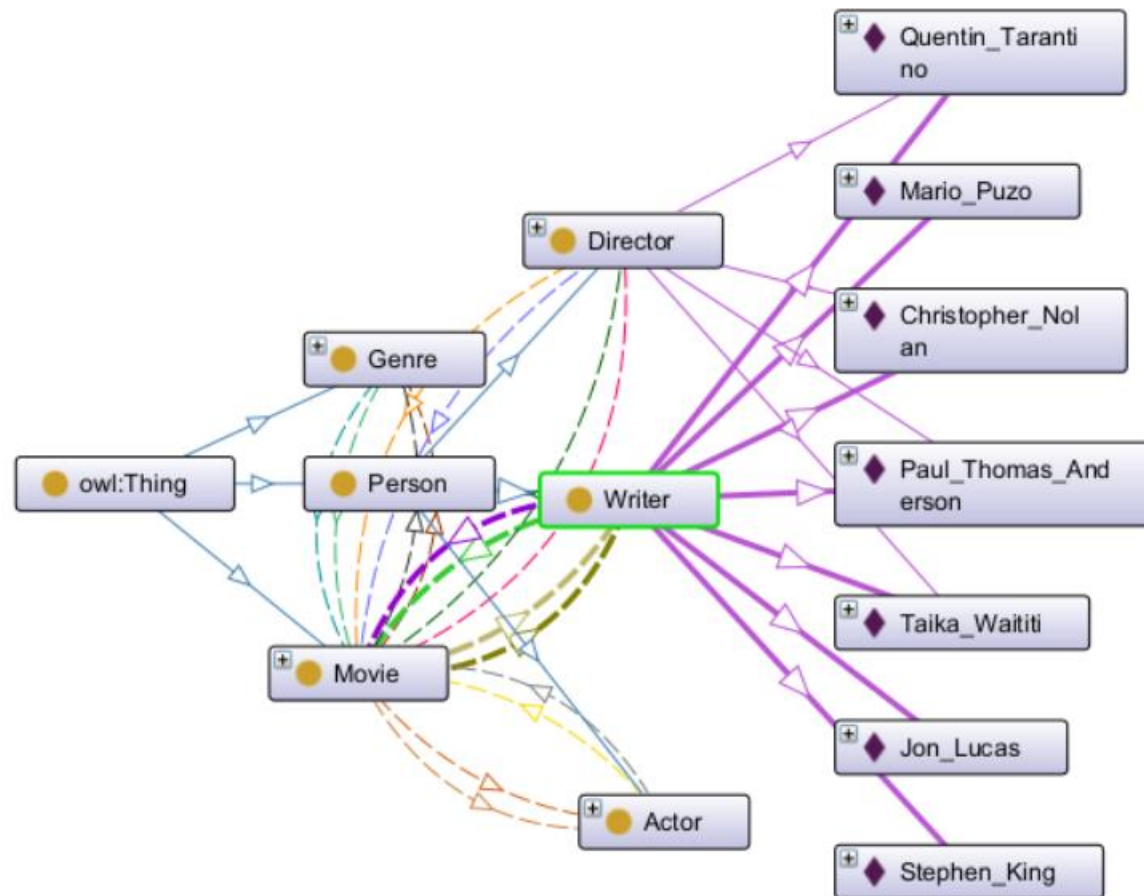 Quentin_Taranti
no
Mario_Puzo
Director
Christopher_Nol
an
Genre
owl:Thing
Person
Writer
Paul_Thomas_And
erson
Taika_Waititi
Movie
Jon_Lucas
Actor
Stephen_King